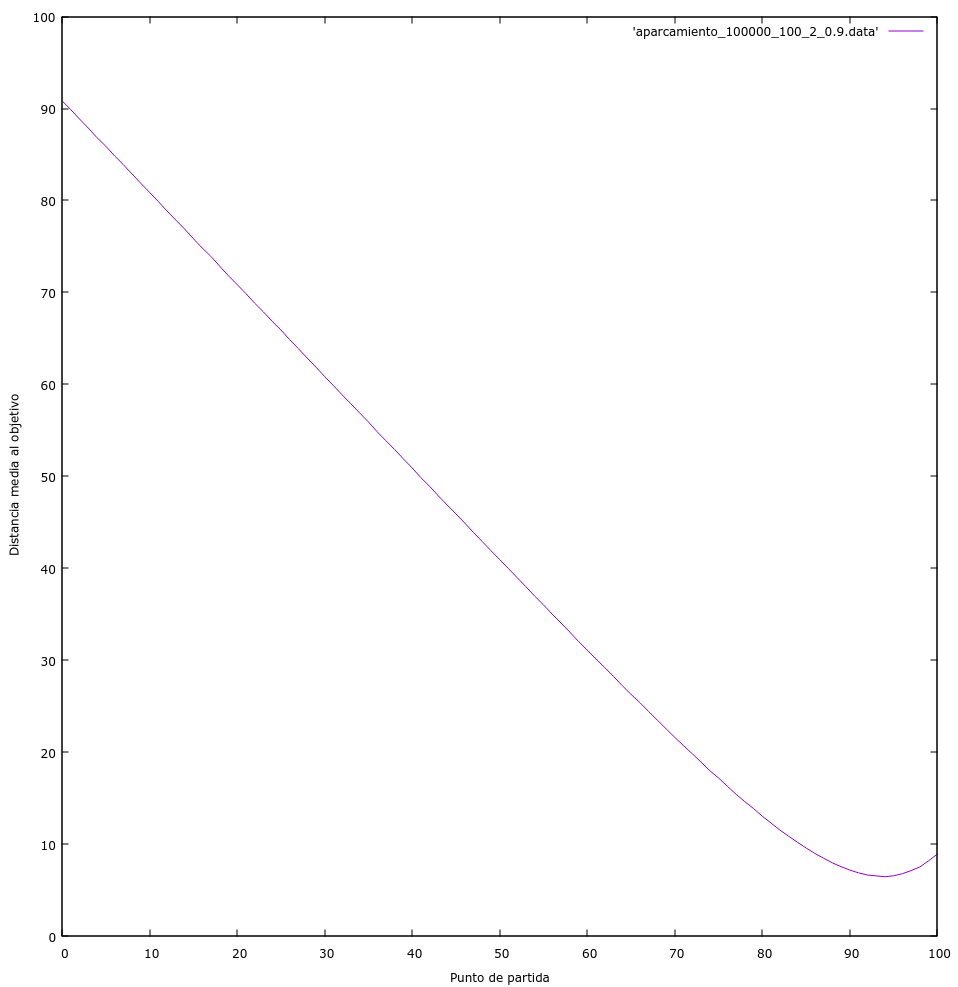 100
'aparcamiento_100000_100_2_0.9.data'
90
80
70
60
50
40
30
20
10
0
Distancia media al objetivo
0 10 20 30 40 50 60 70 80 90 100
Punto de partida